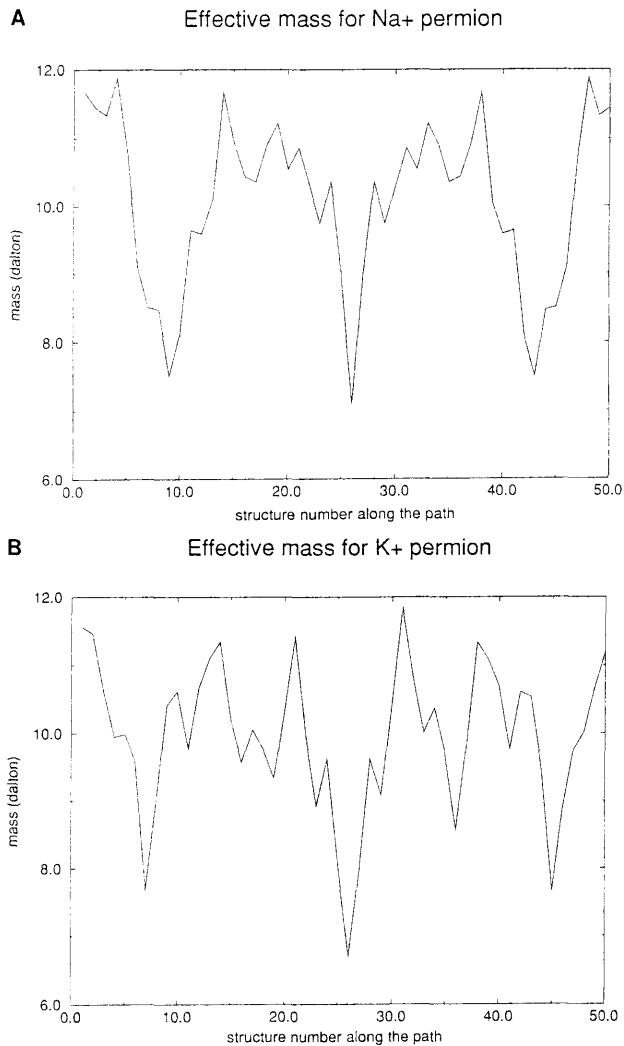 A
Effective mass for Na+ permion
12.0
10.0
8.0
6.0
mass (dalton)
0.0 10.0 20.0 30.0 40.0 50.0
structure number along the path
B
Effective mass for K+ permion
12.0
10.0
8.0
6.0
mass (dalton)
0.0 10.0 20.0 30.0 40.0 50.0
structure number along the path